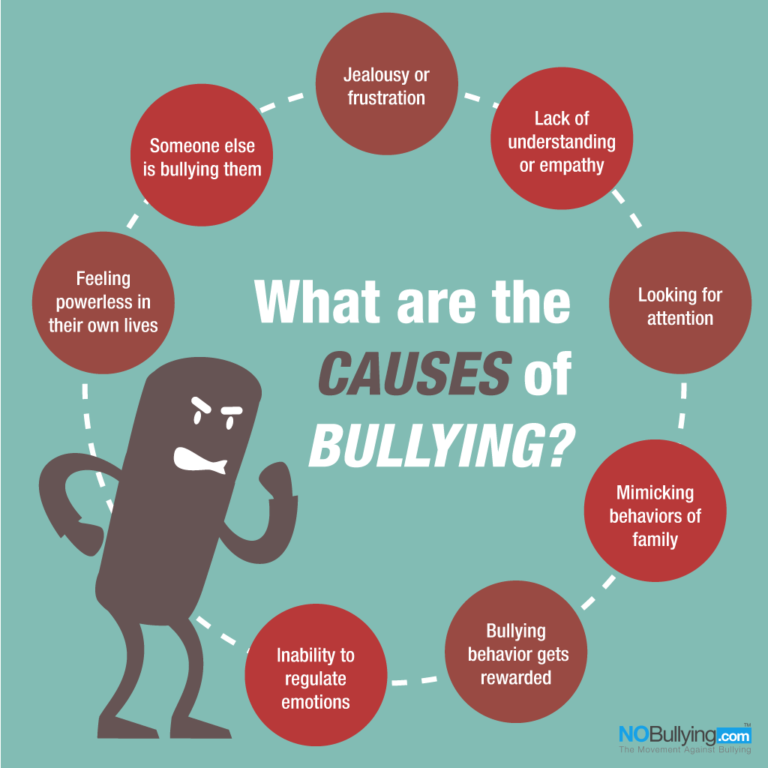 Jealousy or
frustration
Lack of
understanding
or empathy
Looking for
attention
Mimicking
behaviors of
family
Bullying
behavior gets
rewarded
Inability to
regulate
emotions
Feeling
powerless in
their own lives
Someone else
is bullying them
What are the
CAUSES of
BULLYING?
NOBullying.com™
The Movement Against Bullying